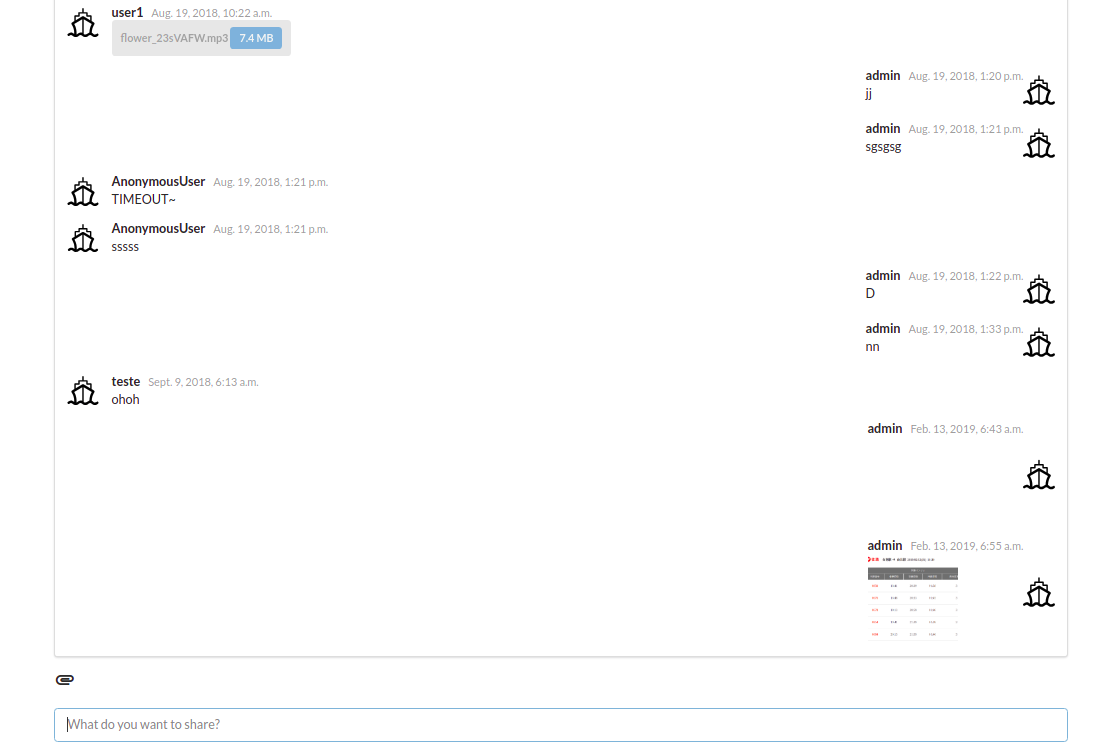 user1 Aug. 19, 2018, 10:22 a.m.
flower_23sVAFW.mp3 7.4 MB
admin Aug. 19, 2018, 1:20 p.m.
jj
admin Aug. 19, 2018, 1:21 p.m.
sgsgsg
AnonymousUser Aug. 19, 2018, 1:21 p.m.
TIMEOUT~
AnonymousUser Aug. 19, 2018, 1:21 p.m.
sssss
admin Aug. 19, 2018, 1:22 p.m.
D
admin Aug. 19, 2018, 1:33 p.m.
nn
teste Sept. 9, 2018, 6:13 a.m.
ohoh
admin Feb. 13, 2019, 6:43 a.m.
admin Feb. 13, 2019, 6:55 a.m.
What do you want to share?